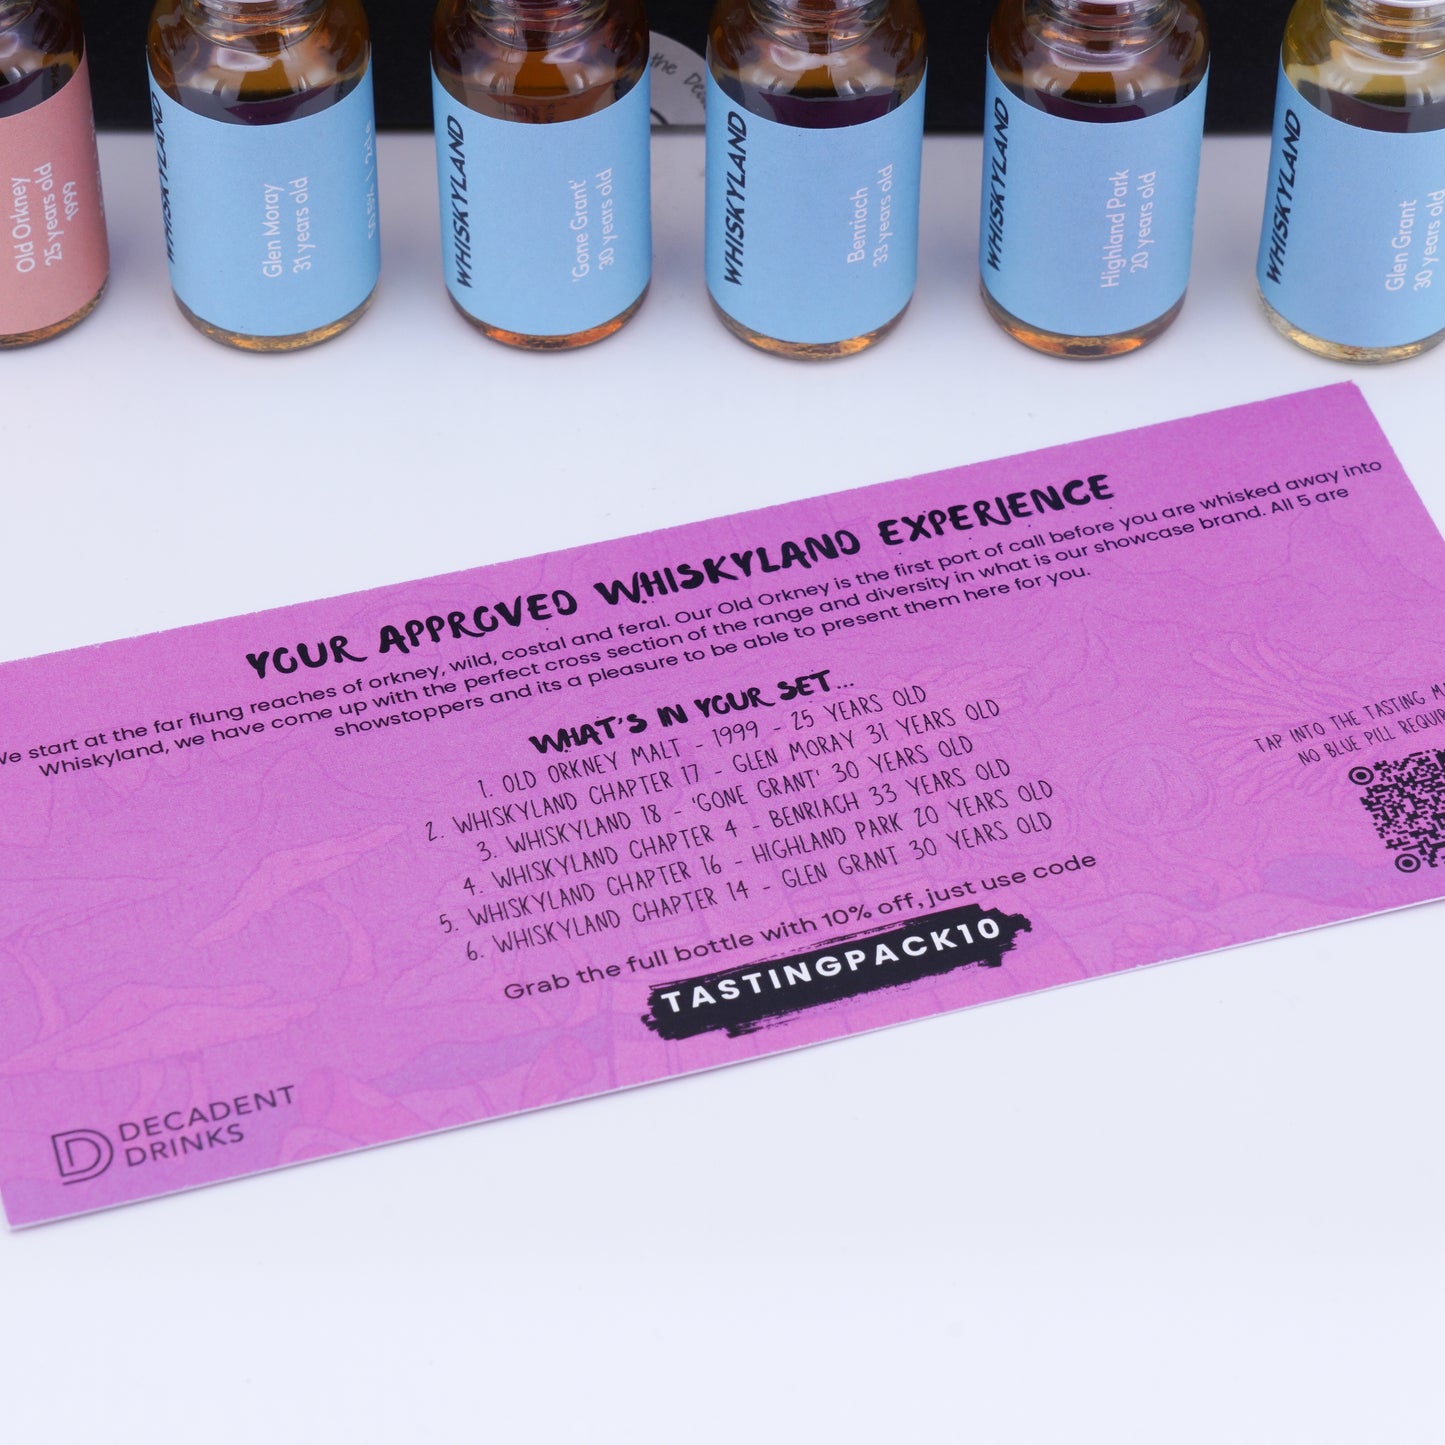 the
Old Orkney
25 years old
1999
WHISKYLAND
Glen Moray
31 years old
WHISKYLAND
'Gone Grant'
30 years old
WHISKYLAND
Benriach
33 years old
WHISKYLAND
Highland Park
20 years old
WHISKYLAND
Glen Grant
30 years old
YOUR APPROVED WHISKYLAND EXPERIENCE
We start at the far flung reaches of orkney, wild, costal and feral. Our Old Orkney is the first port of call before you are whisked away into
Whiskyland, we have come up with the perfect cross section of the range and diversity in what is our showcase brand. All 5 are
showstoppers and its a pleasure to be able to present them here for you.
WHAT'S IN YOUR SET...
1. OLD ORKNEY MALT - 1999 - 25 YEARS OLD
2. WHISKYLAND CHAPTER 17 - GLEN MORAY 31 YEARS OLD
3. WHISKYLAND 18 - 'GONE GRANT' 30 YEARS OLD
4. WHISKYLAND CHAPTER 4 - BENRIACH 33 YEARS OLD
5. WHISKYLAND CHAPTER 16 - HIGHLAND PARK 20 YEARS OLD
6. WHISKYLAND CHAPTER 14 - GLEN GRANT 30 YEARS OLD
Grab the full bottle with 10% off, just use code
TASTINGPACK10
TAP INTO THE TASTING
NO BLUE PILL
DECADENT
DRINKS